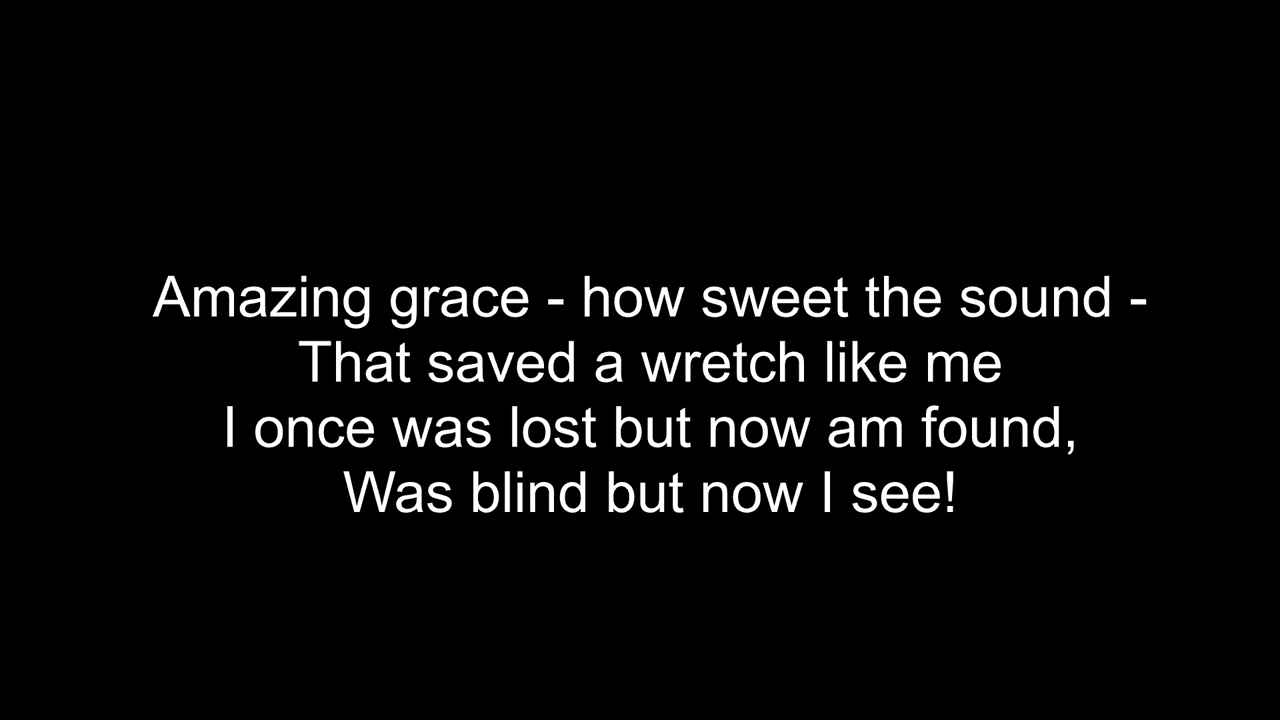 Amazing grace - how sweet the sound -
That saved a wretch like me
I once was lost but now am found,
Was blind but now I see!